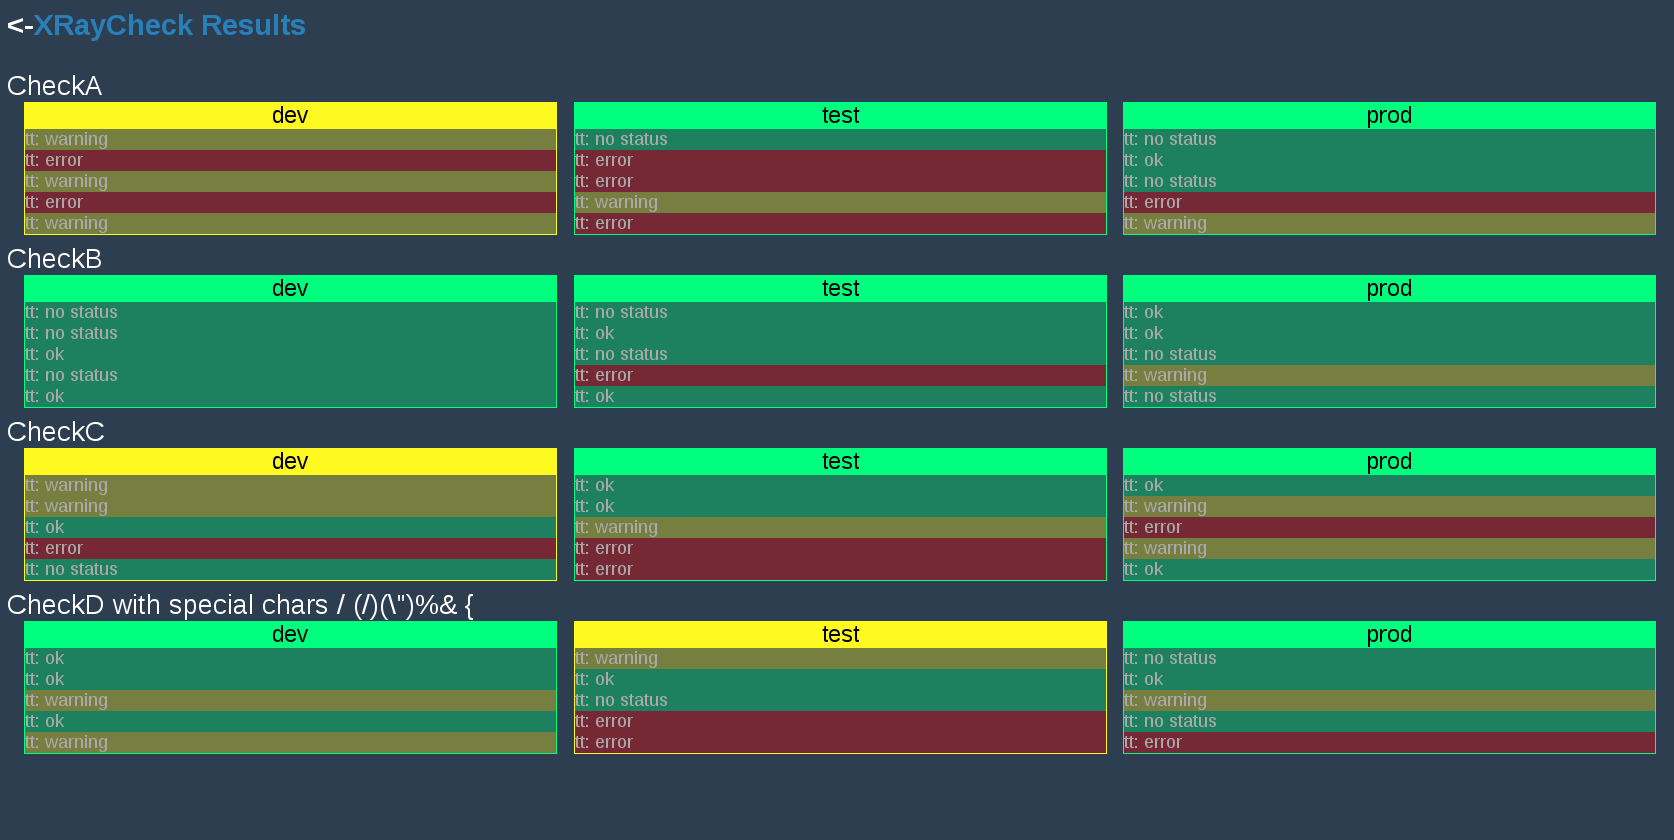 <-XRayCheck Results
CheckA
dev
tt: warning
tt: error
tt: warning
tt: error
tt: warning
test
tt: no status
tt: error
tt: error
tt: warning
tt: error
prod
tt: no status
tt: ok
tt: no status
tt: error
tt: warning
CheckB
dev
tt: no status
tt: no status
tt: ok
tt: no status
tt: ok
test
tt: no status
tt: ok
tt: no status
tt: error
tt: ok
prod
tt: ok
tt: ok
tt: no status
tt: warning
tt: no status
CheckC
dev
tt: warning
tt: warning
tt: ok
tt: error
tt: no status
test
tt: ok
tt: ok
tt: warning
tt: error
tt: error
prod
tt: ok
tt: warning
tt: error
tt: warning
tt: ok
CheckD with special chars / (/)(\")%& {
dev
tt: ok
tt: ok
tt: warning
tt: ok
tt: warning
test
tt: warning
tt: ok
tt: no status
tt: error
tt: error
prod
tt: no status
tt: ok
tt: warning
tt: no status
tt: error